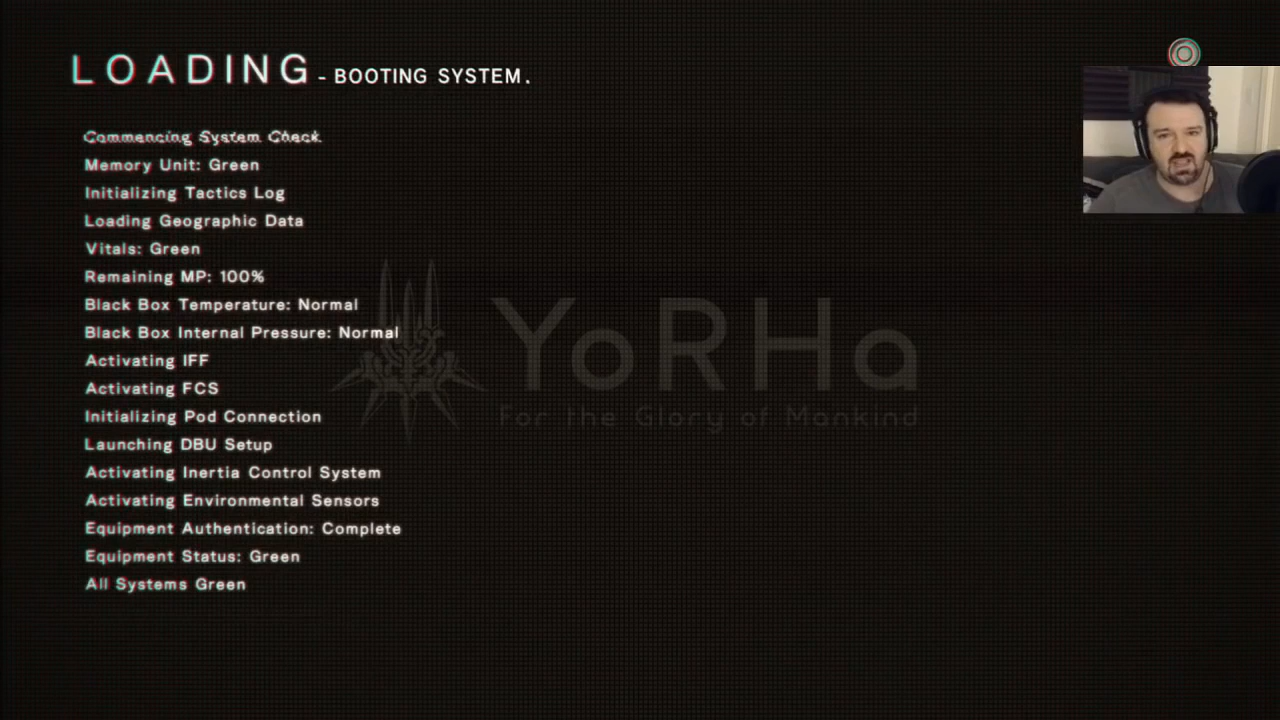 LOADING - BOOTING SYSTEM.
Commencing System Check
Memory Unit: Green
Initializing Tactics Log
Loading Geographic Data
Vitals: Green
Remaining MP: 100%
Black Box Temperature: Normal
Black Box Internal Pressure: Normal
Activating IFF
Activating FCS
Initializing Pod Connection
Launching DBU Setup
Activating Inertia Control System
Activating Environmental Sensors
Equipment Authentication: Complete
Equipment Status: Green
All Systems Green
YoRHa
For the Glory of Mankind